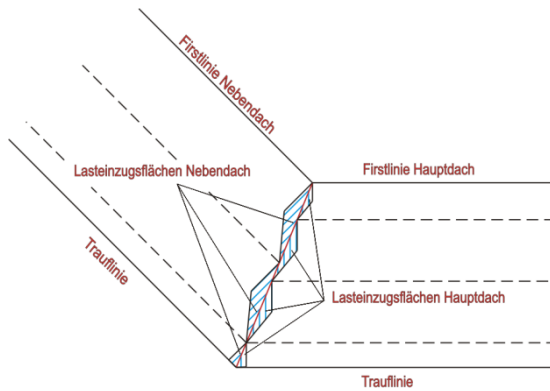 Firstlinie Nebendach
Lasteinzugsflächen Nebendach
Firstlinie Hauptdach
Trauflinie
Lasteinzugsflächen Hauptdach
Trauflinie